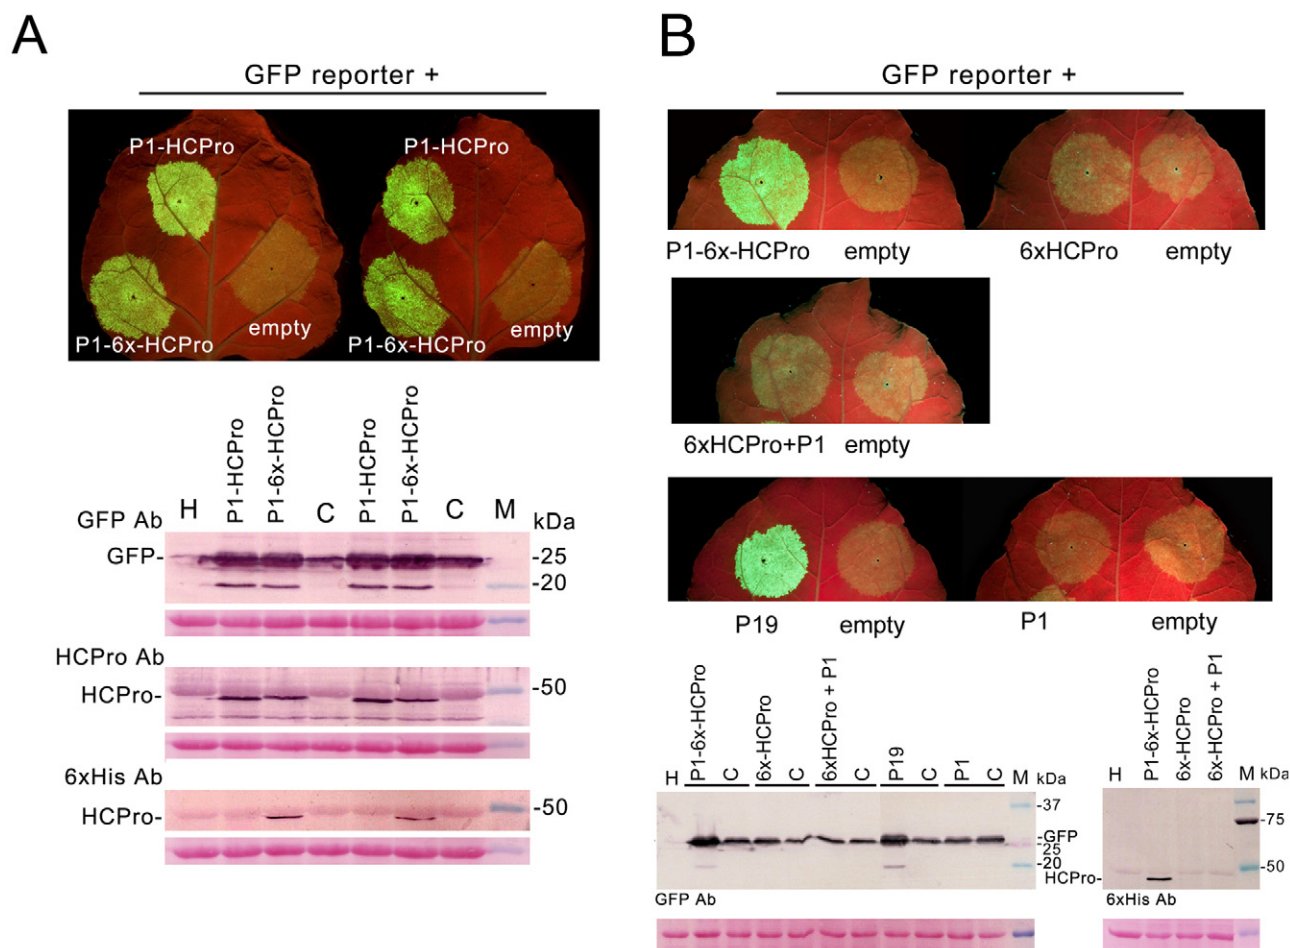 A
GFP reporter +
P1-HCPro
P1-HCPro
P1-6x-HCPro
empty
P1-6x-HCPro
empty
H
P1-HCPro
P1-6x-HCPro
C
P1-HCPro
P1-6x-HCPro
C
M
GFP Ab
kDa
GFP-
-25
-20
HCPro Ab
HCPro-
-50
6xHis Ab
HCPro-
-50
B
GFP reporter +
P1-6x-HCPro
empty
6xHCPro
empty
6xHCPro+P1
empty
P19
empty
P1
empty
H
P1-6x-HCPro
C
6x-HCPro
C
6xHCPro + P1
C
P19
C
P1
C
M
kDa
-37
-GFP
25
-20
GFP Ab
H
P1-6x-HCPro
6x-HCPro
6x-HCPro + P1
M
kDa
-75
-50
HCPro-
6xHis Ab